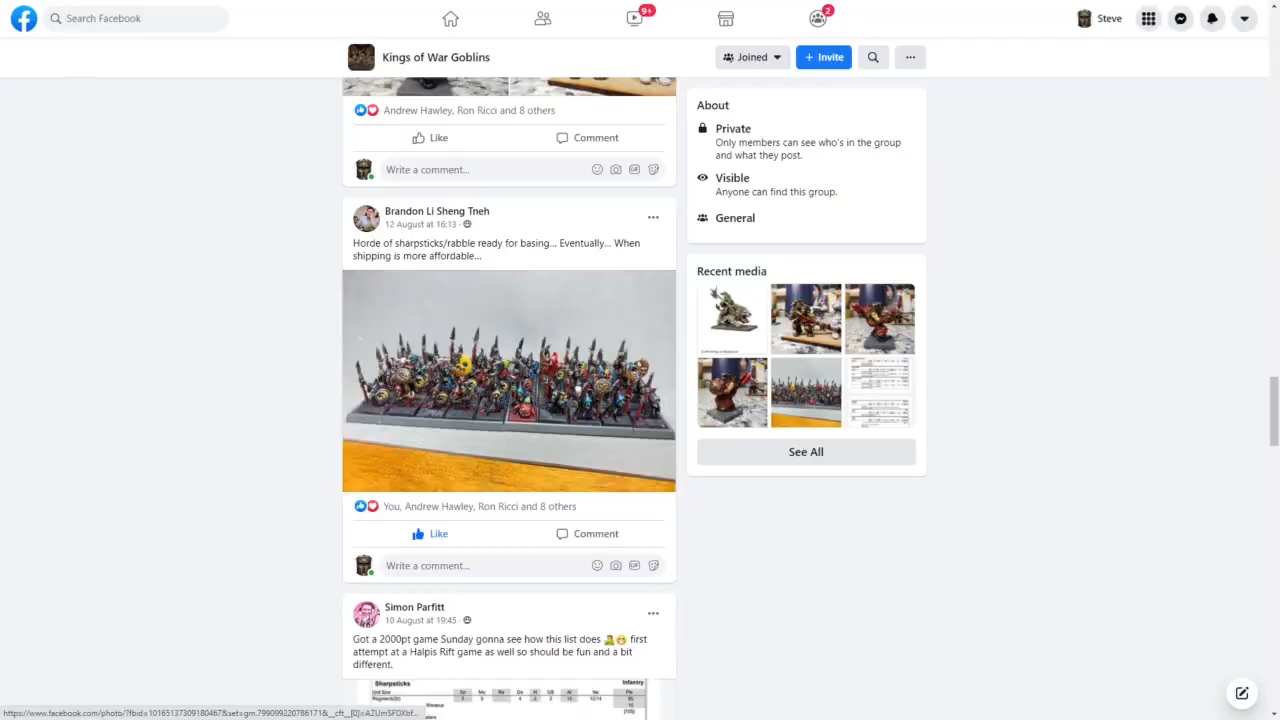 Search Facebook
9+
2
Steve
Kings of War Goblins
Joined
+ Invite
Andrew Hawley, Ron Ricci and 8 others
Like
Comment
Write a comment...
GIF
Brandon Li Sheng Tneh
12 August at 16:13 ·
Horde of sharpsticks/rabble ready for basing... Eventually... When
shipping is more affordable...
You, Andrew Hawley, Ron Ricci and 8 others
Like
Comment
Write a comment...
GIF
Simon Parfitt
10 August at 19:45 ·
Got a 2000pt game Sunday gonna see how this list does 🤷😁 first
attempt at a Halpis Rift game as well so should be fun and a bit
different.
Sharpsticks
Infantry
About
Private
Only members can see who's in the group
and what they post.
Visible
Anyone can find this group.
General
Recent media
See All